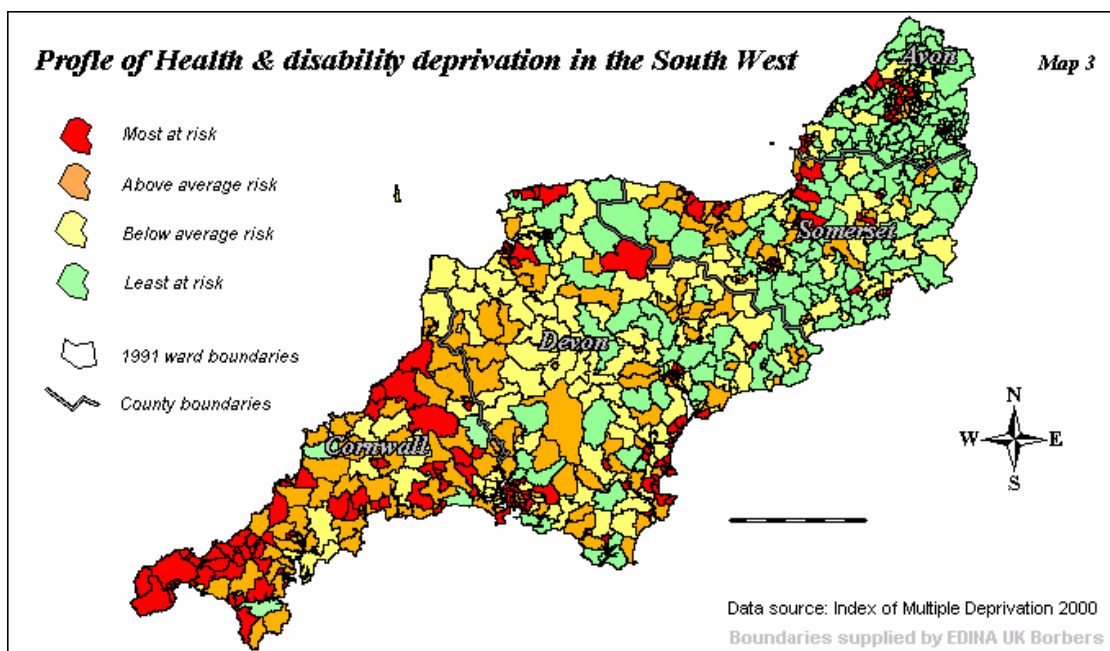 Profle of Health & disability deprivation in the South West
Map 3
Most at risk
Above average risk
Below average risk
Least at risk
1991 ward boundaries
County boundaries
Avon
Somerset
Devon
Cornwall
N
W E
S
Data source: Index of Multiple Deprivation 2000
Boundaries supplied by EDINA UK Borbers